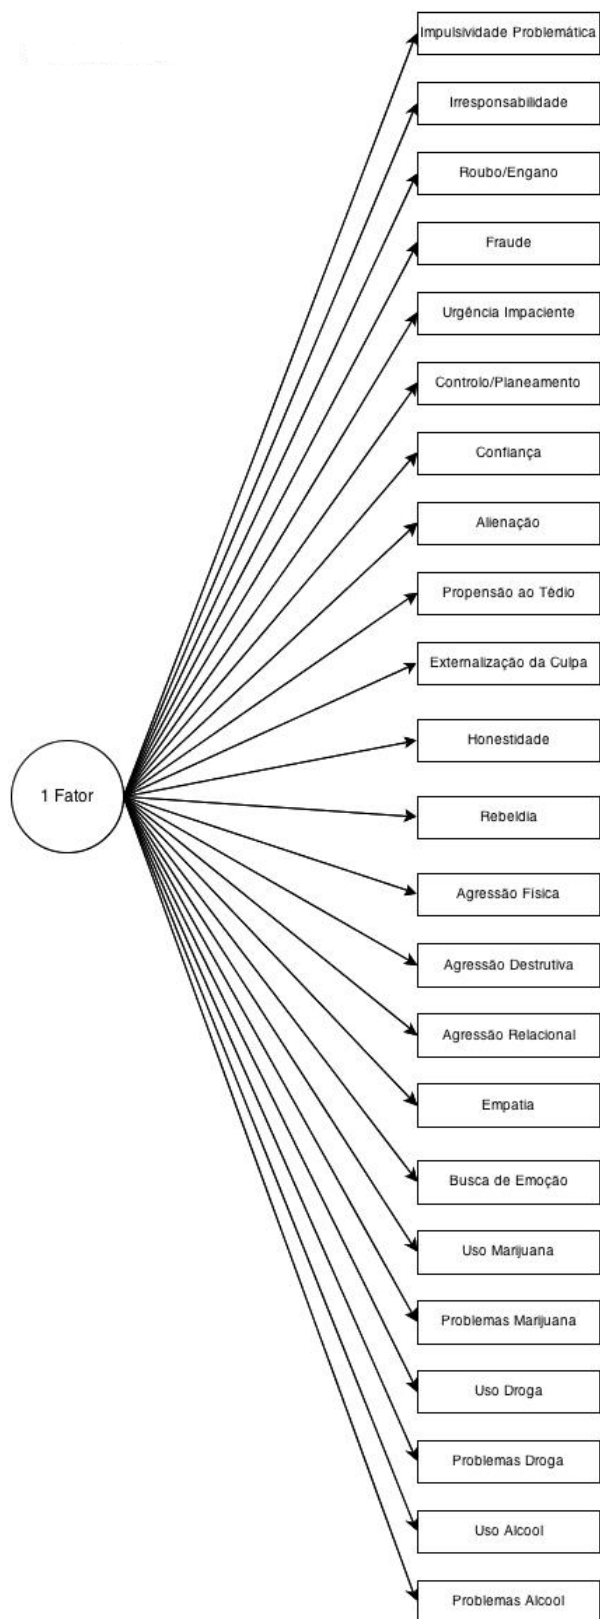 Impulsividade Problemática
Irresponsabilidade
Roubo/Engano
Fraude
Urgência Impaciente
Controlo/Planeamento
Confiança
Alienação
Propensão ao Tédio
Externalização da Culpa
Honestidade
1 Fator
Rebeldia
Agressão Física
Agressão Destrutiva
Agressão Relacional
Empatia
Busca de Emoção
Uso Marijuana
Problemas Marijuana
Uso Droga
Problemas Droga
Uso Alcool
Problemas Alcool